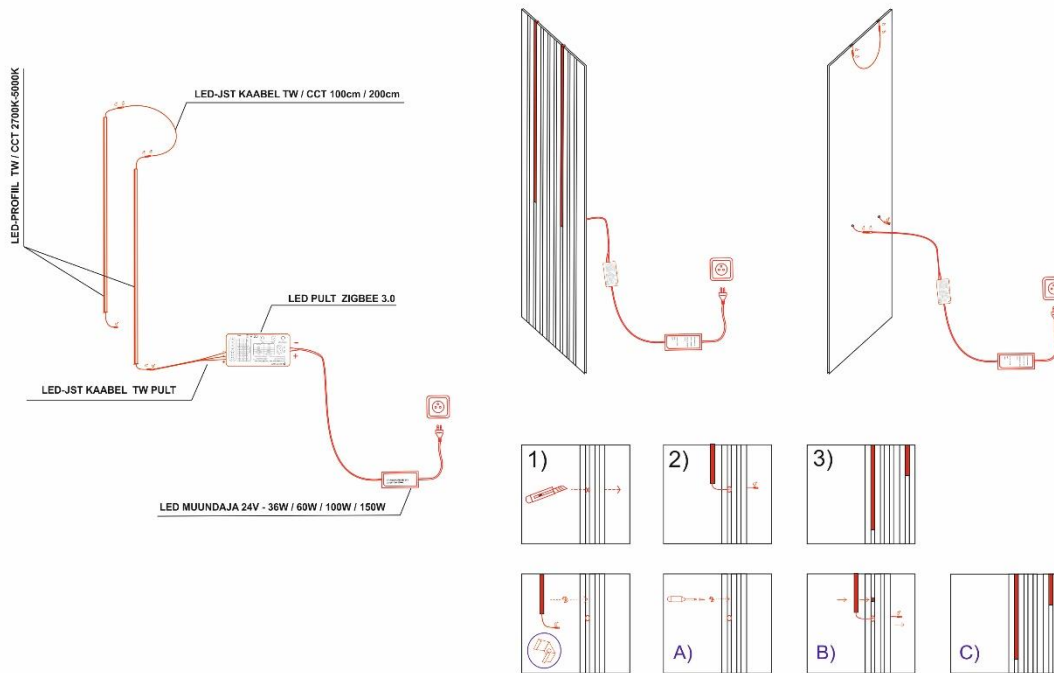 LED-PROFIIL TW / CCT 2700K-5000K
LED-JST KAABEL TW / CCT 100cm / 200cm
LED PULT ZIGBEE 3.0
LED-JST KAABEL TW PULT
LED MUUNDAJA 24V - 36W / 60W / 100W / 150W
1)
2)
3)
A)
B)
C)